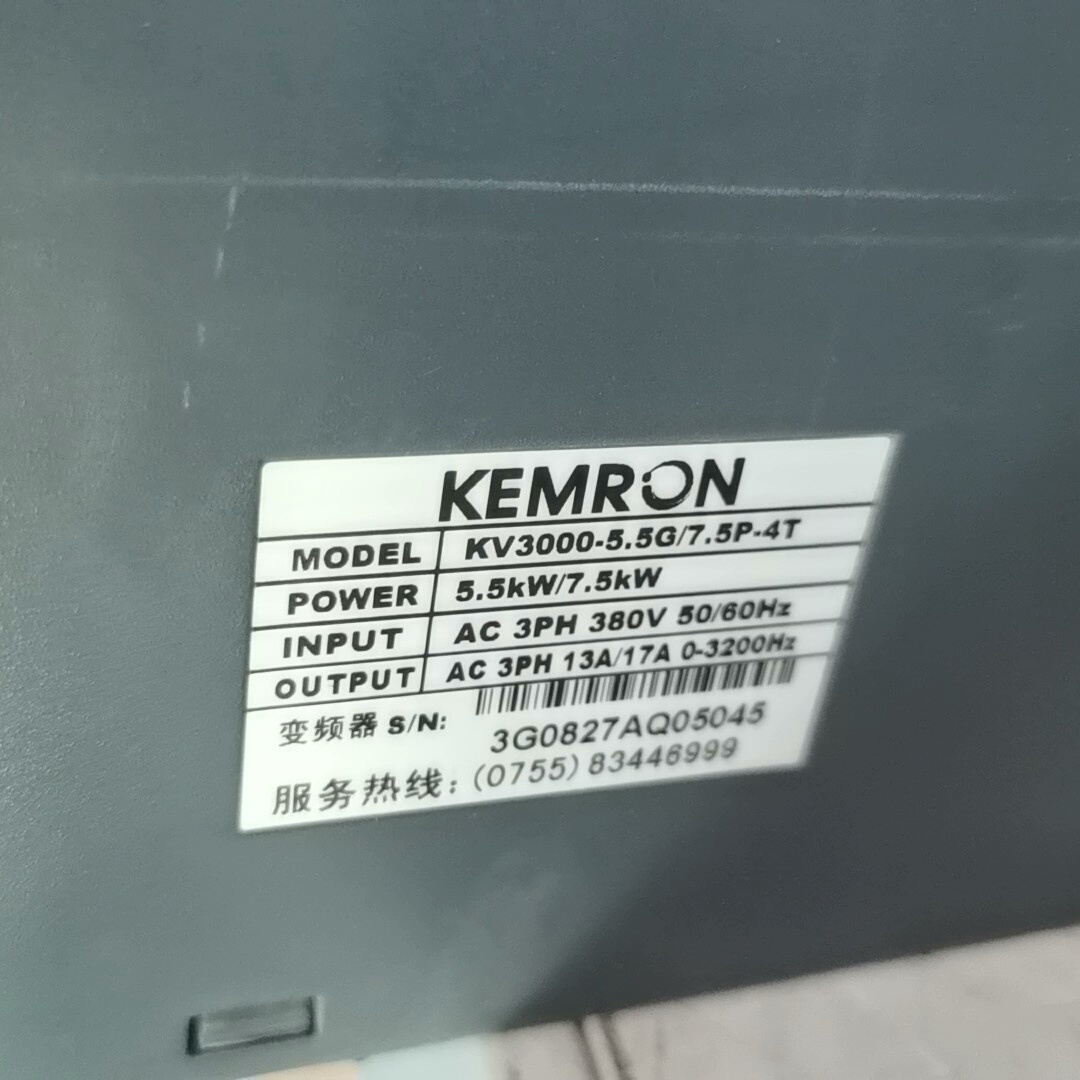 KEMRON
MODEL KV3000-5.5G/7.5P-4T
POWER 5.5kW/7.5kW
INPUT AC 3PH 380V 50/60Hz
OUTPUT AC 3PH 13A/17A 0-3200Hz
变频器 S/N: 3G0827AQ05045
服务热线: (0755) 83446999